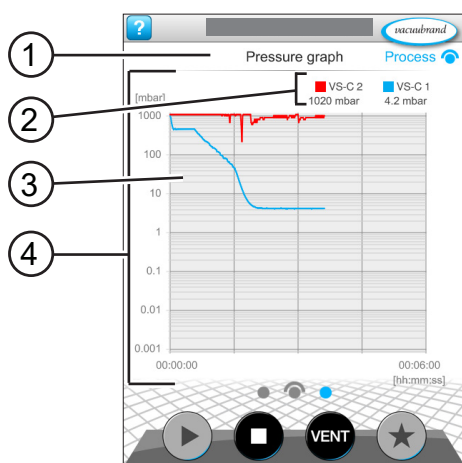 ?
vacuubrand
1
Pressure graph
Process
2
VS-C 2
VS-C 1
1020 mbar
4.2 mbar
[mbar]
1000
100
3
10
4
1
0.1
0.01
0.001
00:00:00
00:06:00
[hh:mm:ss]
VENT